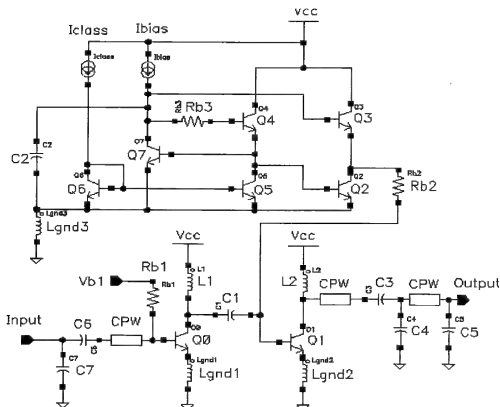 Vcc
Iclass Ibias
Iclass Ibias
Rb3 Rb3 Q4 Q4 Q3 Q3
C2 C2 Q7 Q7
Q6 Q6 Q5 Q5 Q2 Q2 Rb2 Rb2
Lgnd3 Lgnd3
Vcc Vcc
Rb1 L1 L1 L2 L2
Vb1 Rb1 C1 C1 CPW C3 C3 CPW Output
Input C6 C6 CPW Q0 Q0 Q1 Q1 C4 C4 C5
C7 C7 Lgnd1 Lgnd1 Lgnd2 Lgnd2